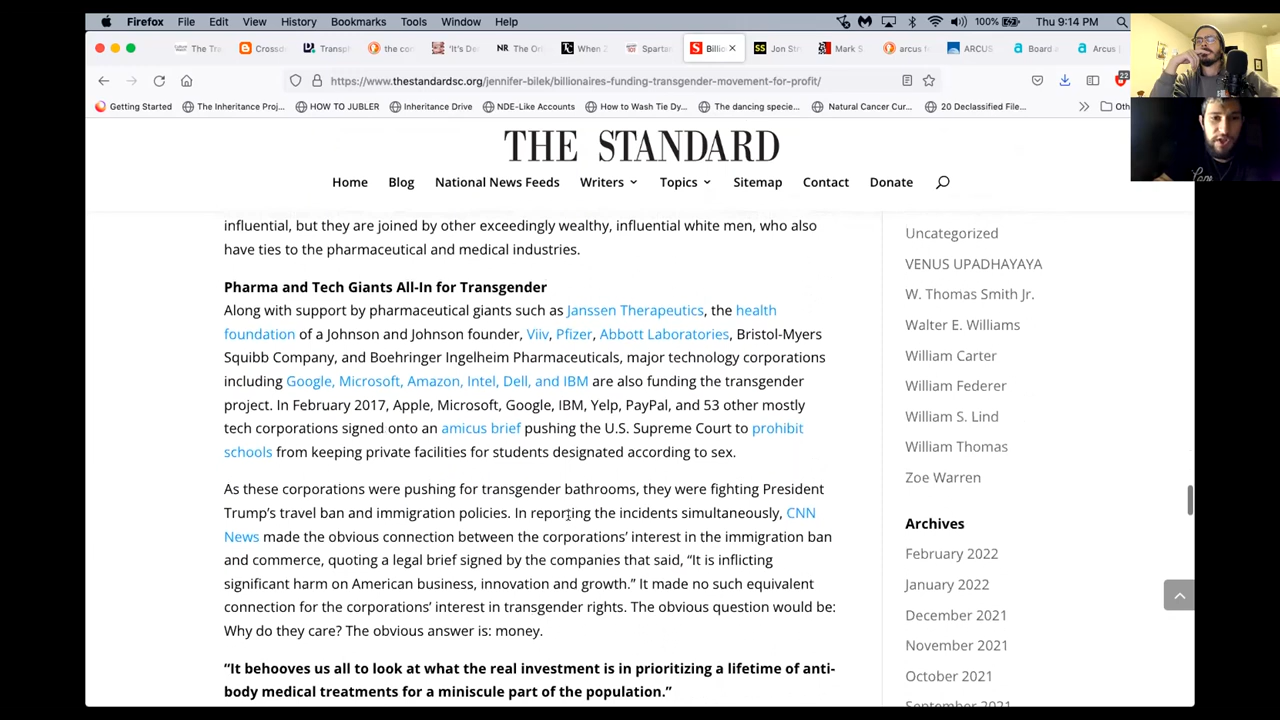 Firefox File Edit View History Bookmarks Tools Window Help 100% Thu 9:14 PM
The Tra Crossd Transpl the con 'It's De The On When 2 Spartan Billio Jon Str Mark S arcus f ARCUS Board a Arcus |
https://www.thestandardsc.org/jennifer-bilek/billionaires-funding-transgender-movement-for-profit/ 22
Getting Started The Inheritance Proj... HOW TO JUBLER Inheritance Drive NDE-Like Accounts How to Wash Tie Dy... The dancing specie... Natural Cancer Cur... 20 Declassified File...
THE STANDARD
Home Blog National News Feeds Writers Topics Sitemap Contact Donate
influential, but they are joined by other exceedingly wealthy, influential white men, who also
have ties to the pharmaceutical and medical industries.
Pharma and Tech Giants All-In for Transgender
Along with support by pharmaceutical giants such as Janssen Therapeutics, the health
foundation of a Johnson and Johnson founder, Viiv, Pfizer, Abbott Laboratories, Bristol-Myers
Squibb Company, and Boehringer Ingelheim Pharmaceuticals, major technology corporations
including Google, Microsoft, Amazon, Intel, Dell, and IBM are also funding the transgender
project. In February 2017, Apple, Microsoft, Google, IBM, Yelp, PayPal, and 53 other mostly
tech corporations signed onto an amicus brief pushing the U.S. Supreme Court to prohibit
schools from keeping private facilities for students designated according to sex.
As these corporations were pushing for transgender bathrooms, they were fighting President
Trump's travel ban and immigration policies. In reporting the incidents simultaneously, CNN
News made the obvious connection between the corporations' interest in the immigration ban
and commerce, quoting a legal brief signed by the companies that said, "It is inflicting
significant harm on American business, innovation and growth." It made no such equivalent
connection for the corporations' interest in transgender rights. The obvious question would be:
Why do they care? The obvious answer is: money.
"It behooves us all to look at what the real investment is in prioritizing a lifetime of anti-
body medical treatments for a miniscule part of the population."
Uncategorized
VENUS UPADHAYAYA
W. Thomas Smith Jr.
Walter E. Williams
William Carter
William Federer
William S. Lind
William Thomas
Zoe Warren
Archives
February 2022
January 2022
December 2021
November 2021
October 2021
September 2021